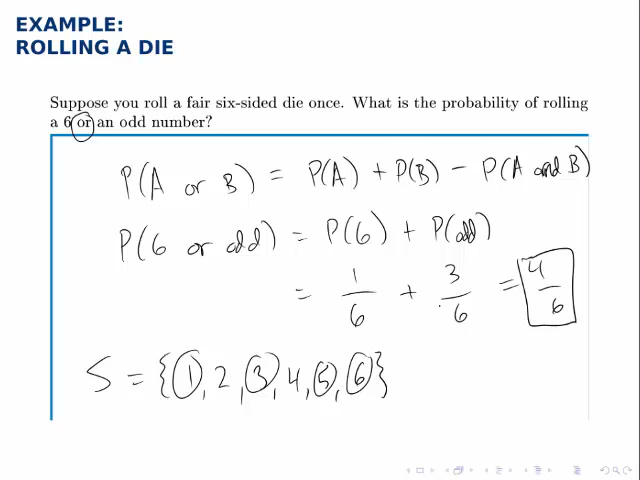 EXAMPLE:
ROLLING A DIE
Suppose you roll a fair six-sided die once. What is the probability of rolling
a 6 or an odd number?
P(A or B) = P(A) + P(B) - P(A and B)
P(6 or odd) = P(6) + P(odd)
= 1/6 + 3/6 = 4/6
S = {1, 2, 3, 4, 5, 6}